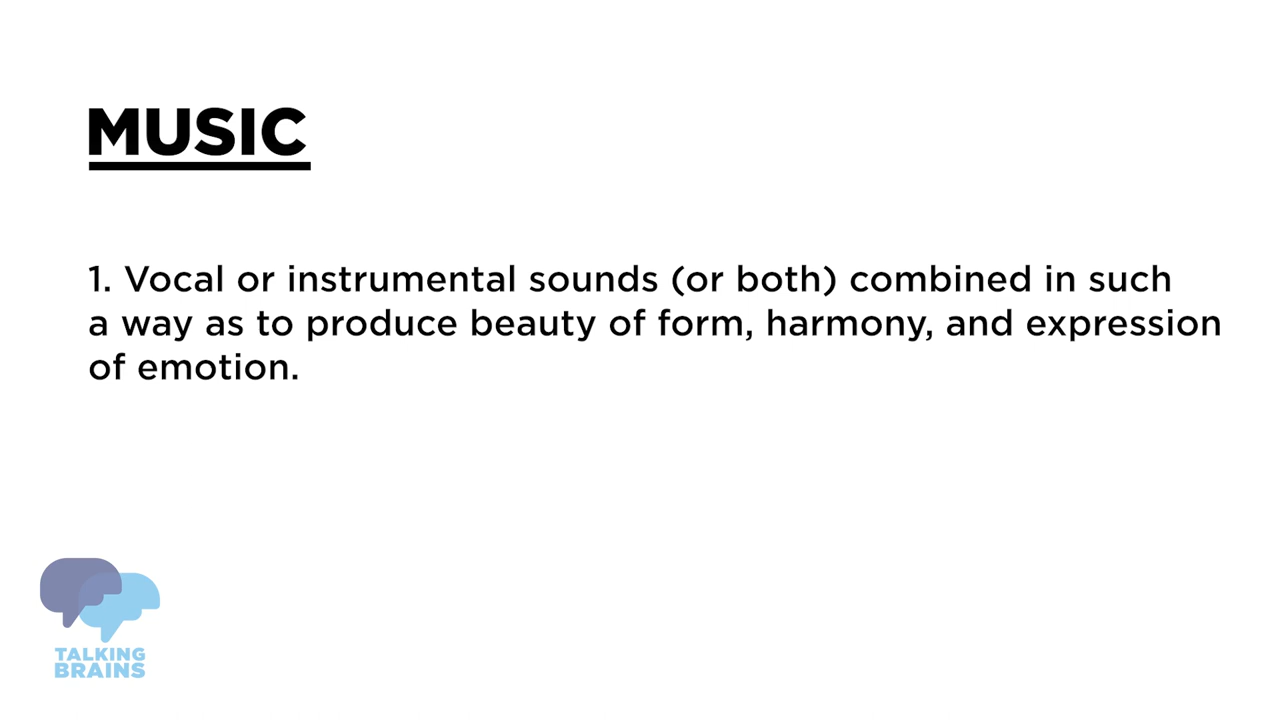 MUSIC
1. Vocal or instrumental sounds (or both) combined in such
a way as to produce beauty of form, harmony, and expression
of emotion.
TALKING
BRAINS